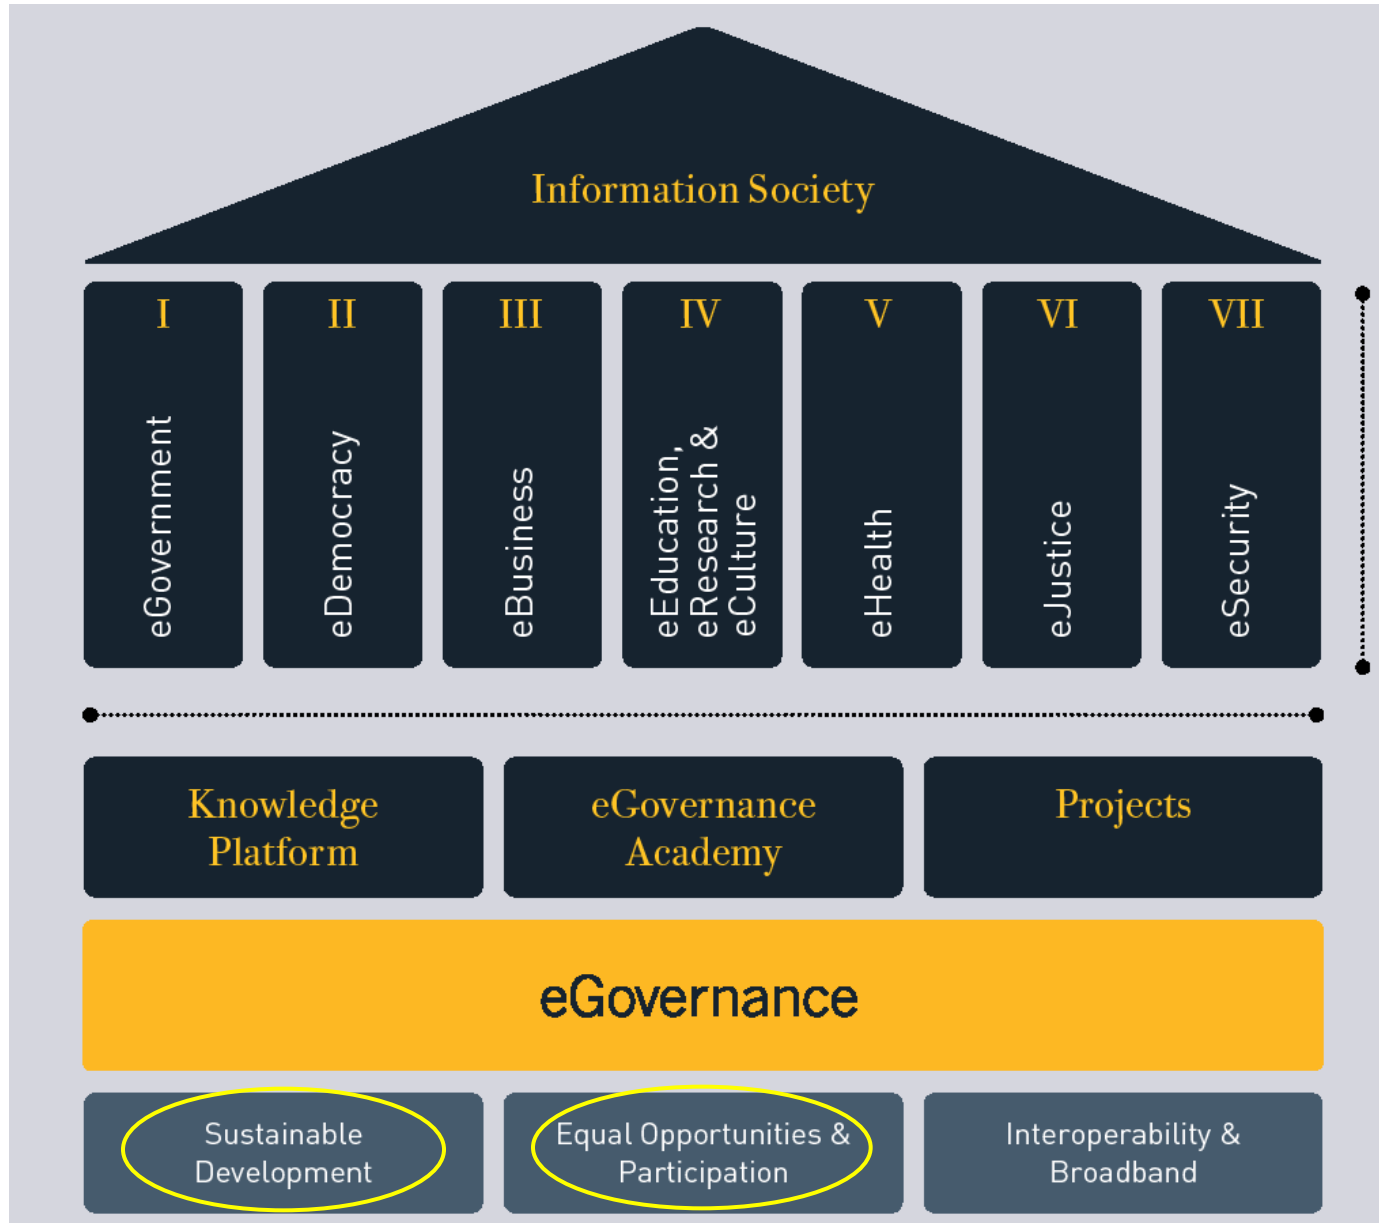 Information Society
I
II
III
IV
V
VI
VII
eGovernment
eDemocracy
eBusiness
eEducation,
eResearch &
eCulture
eHealth
eJustice
eSecurity
Knowledge
Platform
eGovernance
Academy
Projects
eGovernance
Sustainable
Development
Equal Opportunities &
Participation
Interoperability &
Broadband